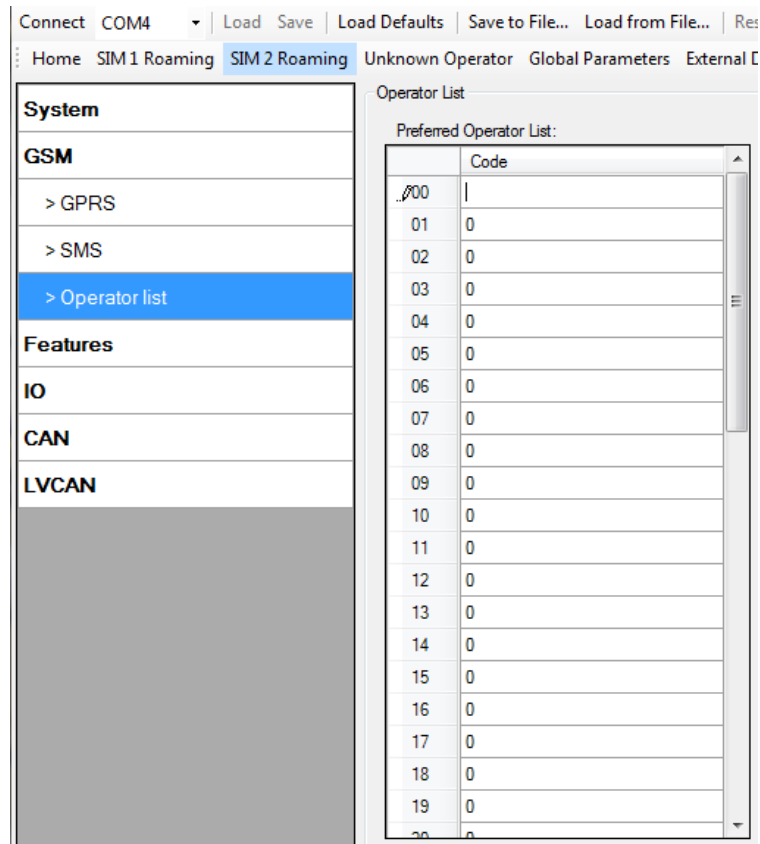 Connect COM4 Load Save Load Defaults Save to File... Load from File... Res
Home SIM 1 Roaming SIM 2 Roaming Unknown Operator Global Parameters External D
System
GSM
> GPRS
> SMS
> Operator list
Features
IO
CAN
LVCAN
Operator List
Preferred Operator List:
Code
00
01 0
02 0
03 0
04 0
05 0
06 0
07 0
08 0
09 0
10 0
11 0
12 0
13 0
14 0
15 0
16 0
17 0
18 0
19 0
20 0